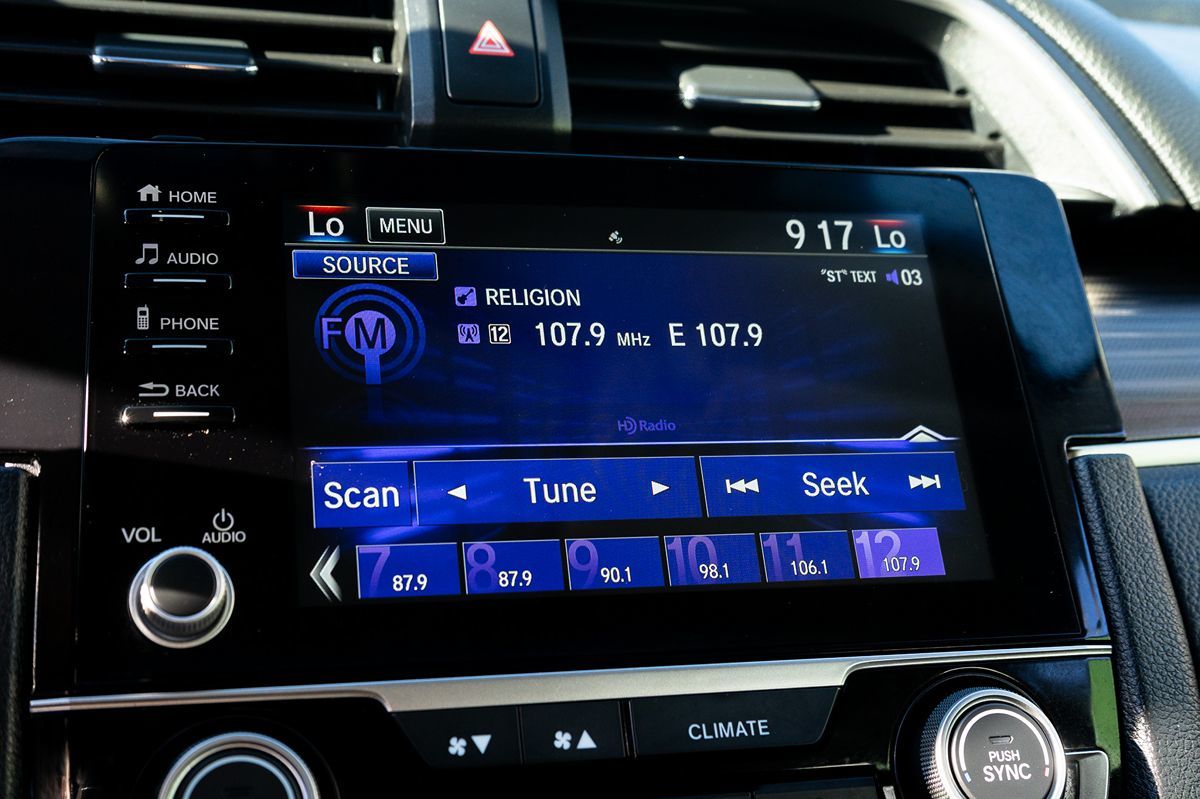 HOME
AUDIO
PHONE
BACK
VOL
AUDIO
Lo MENU 9 17 Lo
SOURCE
"ST" TEXT 03
FM
RELIGION
12 107.9 MHz E 107.9
HD Radio
Scan Tune Seek
7 87.9 8 87.9 9 90.1 10 98.1 11 106.1 12 107.9
CLIMATE
PUSH
SYNC